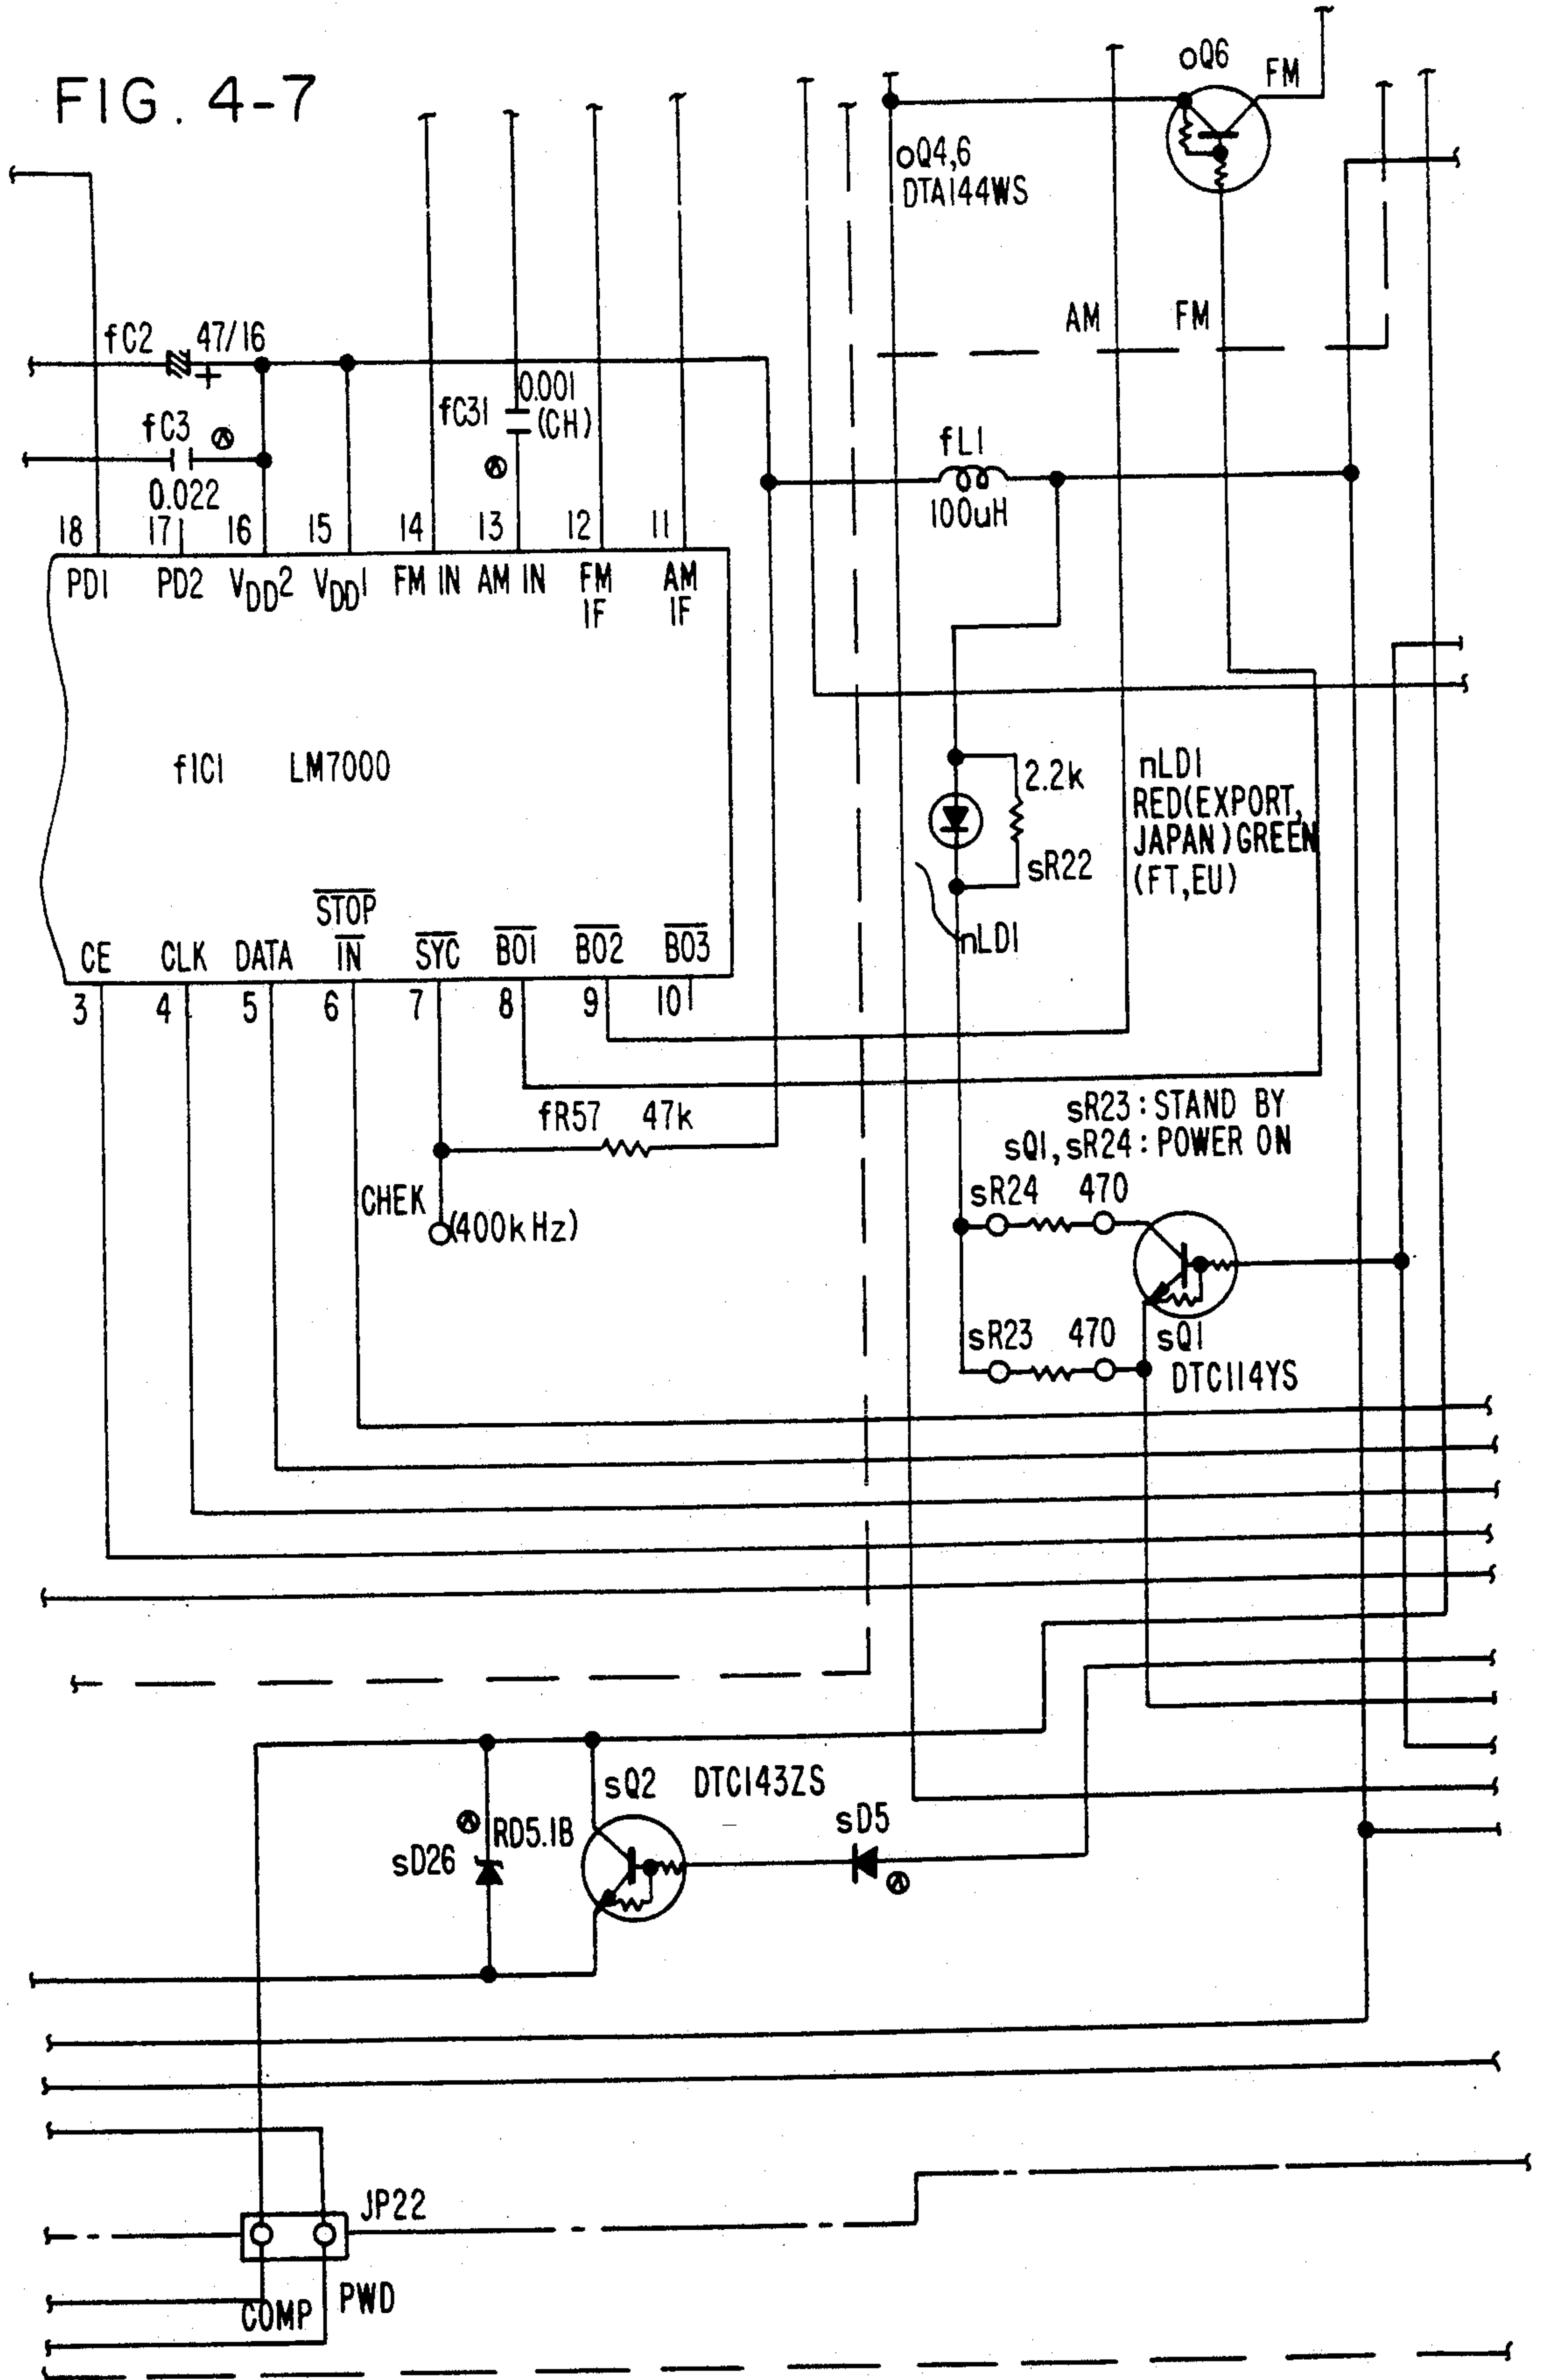 FIG. 4-7
oQ6
FM
oQ4,6
DTA144WS
AM
FM
fC2
47/16
+
fC3
0.022
fC31
0.001
(CH)
fL1
100uH
18
17
16
15
14
13
12
11
PD1
PD2
VDD2
VDD1
FM IN
AM IN
FM
IF
AM
IF
fIC1
LM7000
2.2k
sR22
nLD1
nLD1
RED(EXPORT,
JAPAN)GREEN
(FT,EU)
CE
CLK
DATA
STOP
IN
SYC
BO1
BO2
BO3
3
4
5
6
7
8
9
10
fR57
47k
CHEK
(400kHz)
sR23 : STAND BY
sQ1, sR24 : POWER ON
sR24
470
sR23
470
sQ1
DTC114YS
sQ2
DTC143ZS
RD5.1B
sD26
sD5
JP22
COMP
PWD